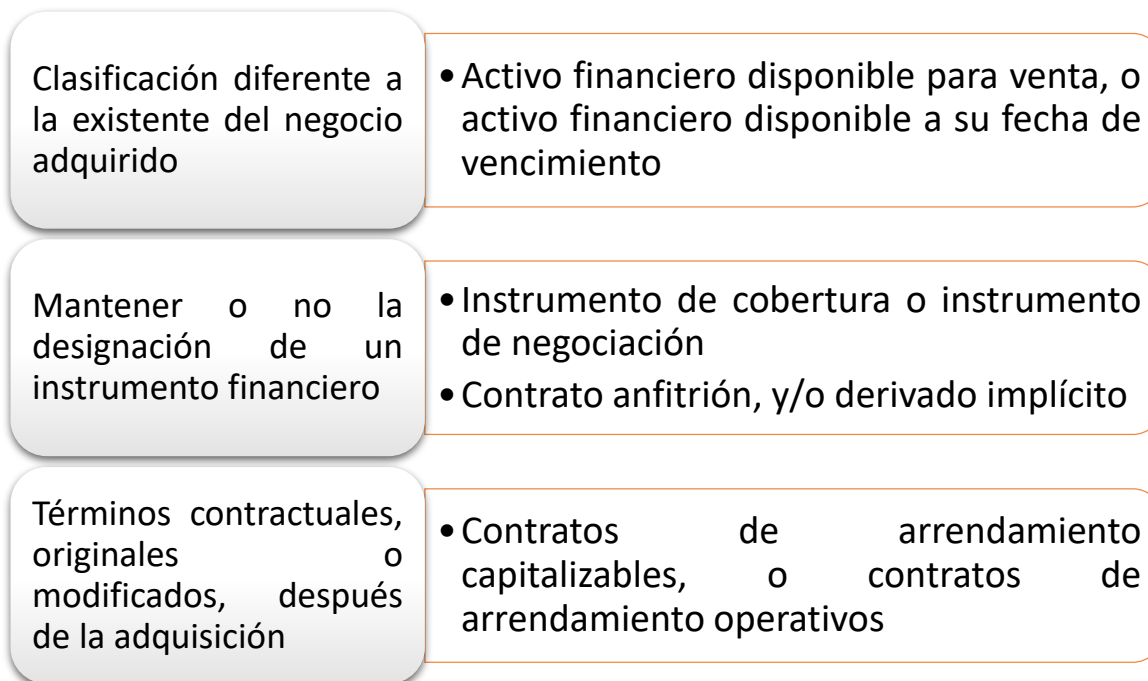 Clasificación diferente a
la existente del negocio
adquirido
•Activo financiero disponible para venta, o
activo financiero disponible a su fecha de
vencimiento
Mantener o no la
designación de un
instrumento financiero
•Instrumento de cobertura o instrumento
de negociación
•Contrato anfitrión, y/o derivado implícito
Términos contractuales,
originales o
modificados, después
de la adquisición
•Contratos de arrendamiento
capitalizables, o contratos de
arrendamiento operativos